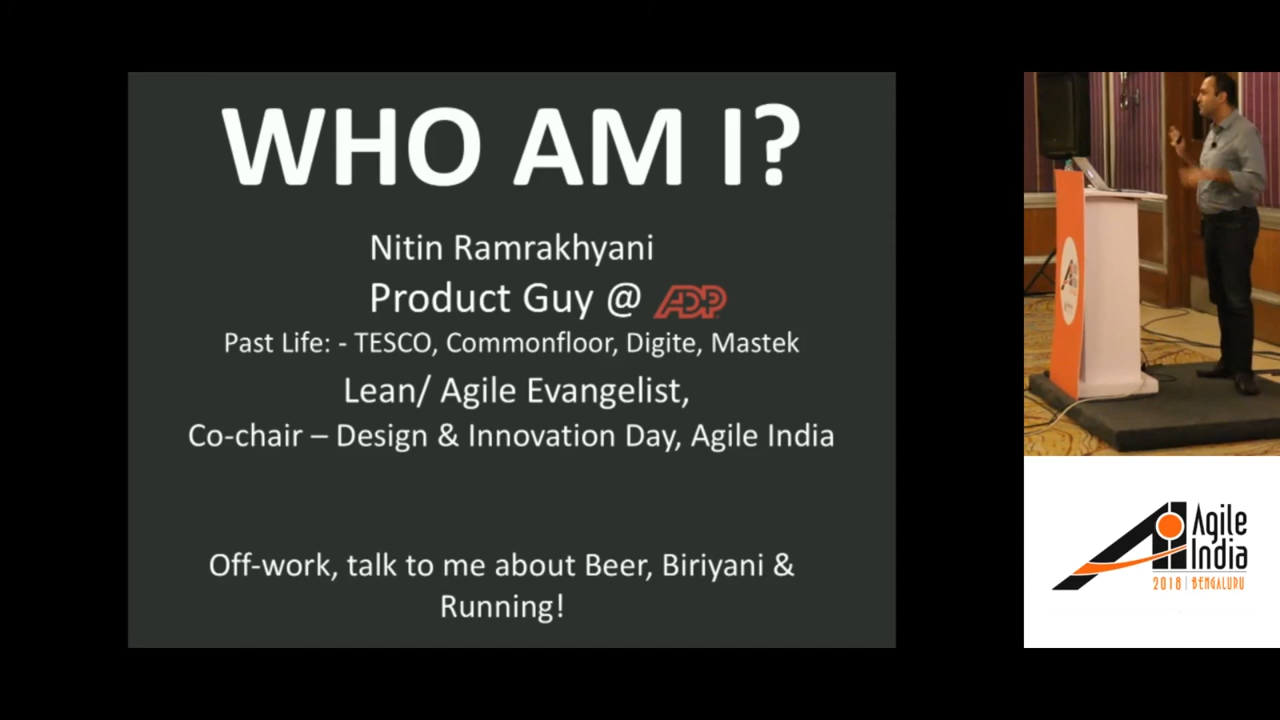 WHO AM I?
Nitin Ramrakhyani
Product Guy @ ADP
Past Life: - TESCO, Commonfloor, Digite, Mastek
Lean/ Agile Evangelist,
Co-chair – Design & Innovation Day, Agile India
Off-work, talk to me about Beer, Biriyani &
Running!
Agile
India
2018 | BENGALURU